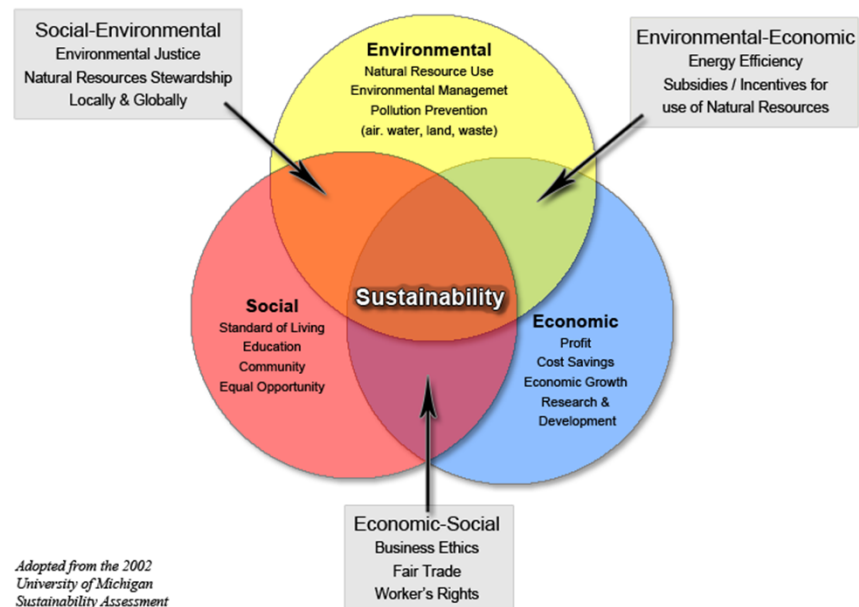 Social-Environmental
Environmental Justice
Natural Resources Stewardship
Locally & Globally
Environmental
Natural Resource Use
Environmental Managemet
Pollution Prevention
(air. water, land, waste)
Environmental-Economic
Energy Efficiency
Subsidies / Incentives for
use of Natural Resources
Sustainability
Social
Standard of Living
Education
Community
Equal Opportunity
Economic
Profit
Cost Savings
Economic Growth
Research &
Development
Economic-Social
Business Ethics
Fair Trade
Worker's Rights
Adopted from the 2002
University of Michigan
Sustainability Assessment